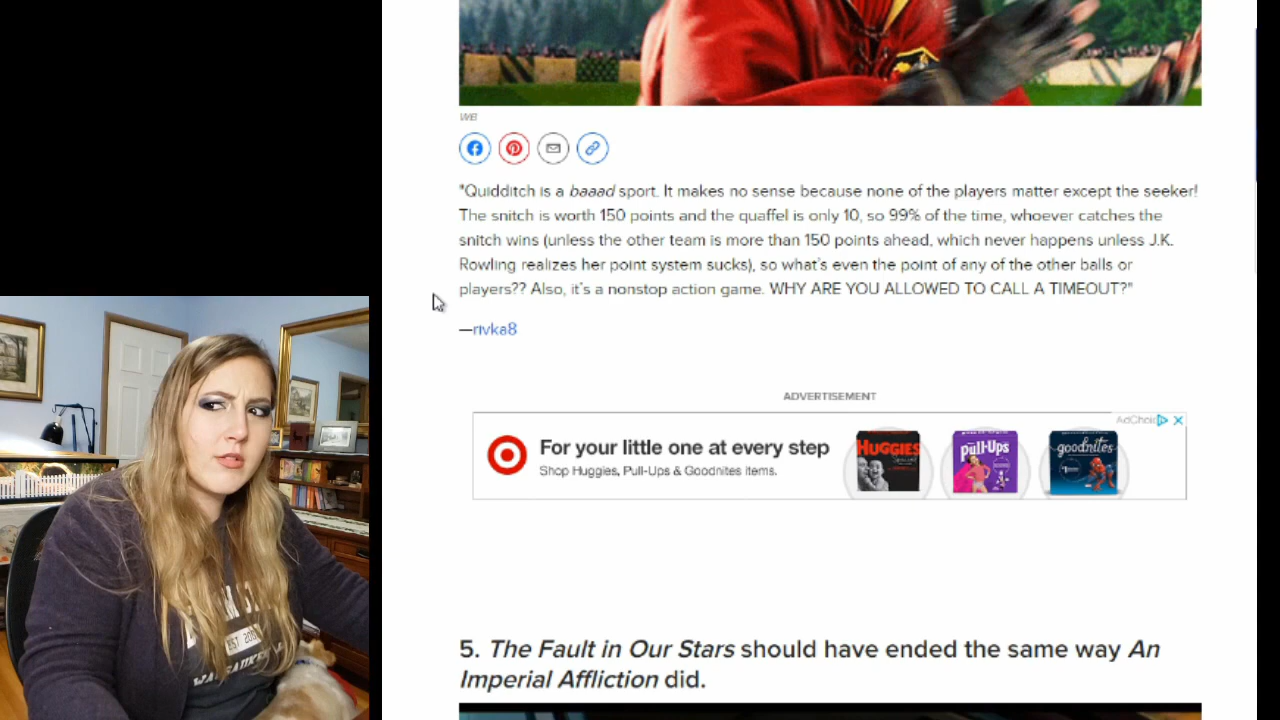 WB
"Quidditch is a baaad sport. It makes no sense because none of the players matter except the seeker!
The snitch is worth 150 points and the quaffel is only 10, so 99% of the time, whoever catches the
snitch wins (unless the other team is more than 150 points ahead, which never happens unless J.K.
Rowling realizes her point system sucks), so what's even the point of any of the other balls or
players?? Also, it's a nonstop action game. WHY ARE YOU ALLOWED TO CALL A TIMEOUT?"
—rivka8
ADVERTISEMENT
AdChoi
For your little one at every step
Shop Huggies, Pull-Ups & Goodnites items.
HUGGIES
pull-ups
goodnites
5. The Fault in Our Stars should have ended the same way An
Imperial Affliction did.